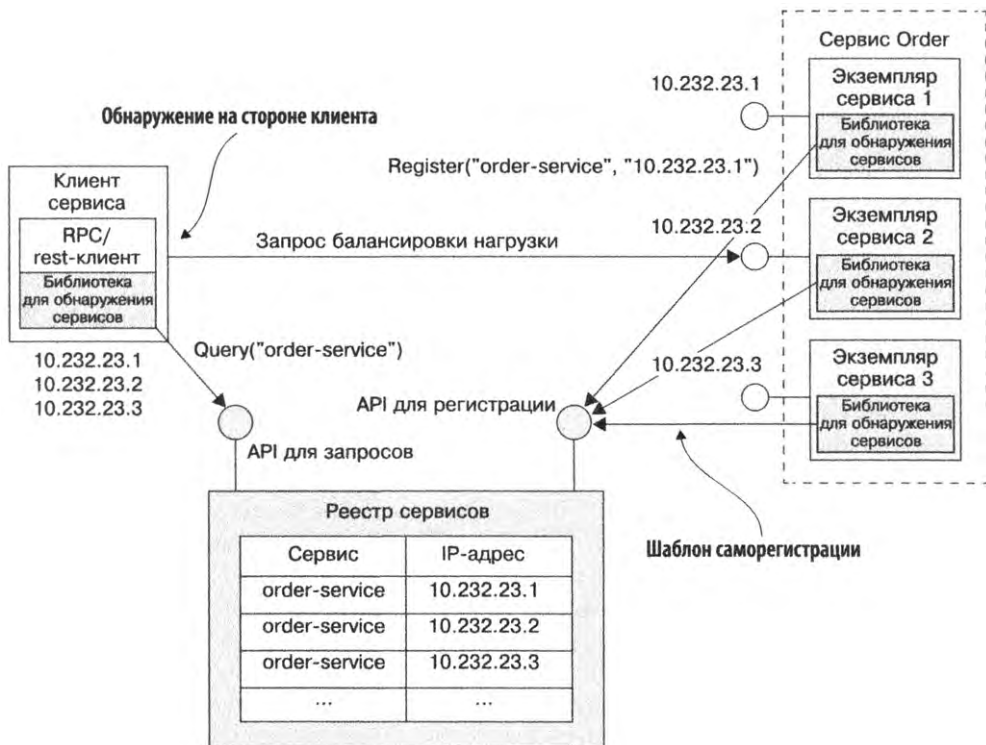 Сервис Order
Экземпляр
сервиса 1
Библиотека
для обнаружения
сервисов
10.232.23.1
Обнаружение на стороне клиента
Register("order-service", "10.232.23.1")
Клиент
сервиса
RPC/
rest-клиент
Библиотека
для обнаружения
сервисов
Запрос балансировки нагрузки
10.232.23.2
Экземпляр
сервиса 2
Библиотека
для обнаружения
сервисов
10.232.23.1
10.232.23.2
10.232.23.3
Query("order-service")
10.232.23.3
Экземпляр
сервиса 3
Библиотека
для обнаружения
сервисов
API для регистрации
API для запросов
Шаблон саморегистрации
Реестр сервисов
Сервис IP-адрес
order-service 10.232.23.1
order-service 10.232.23.2
order-service 10.232.23.3
... ...